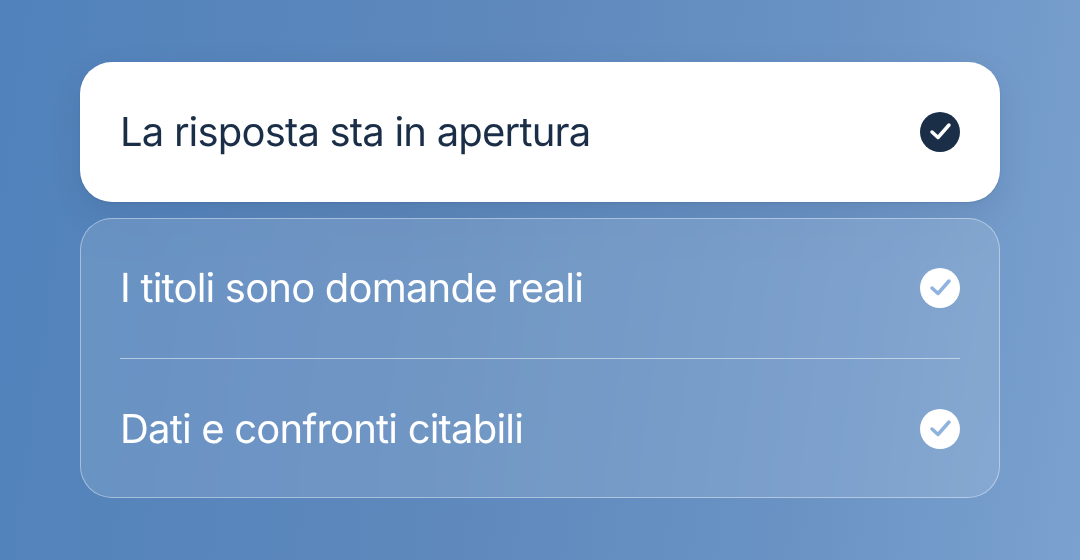 La risposta sta in apertura
I titoli sono domande reali
Dati e confronti citabili